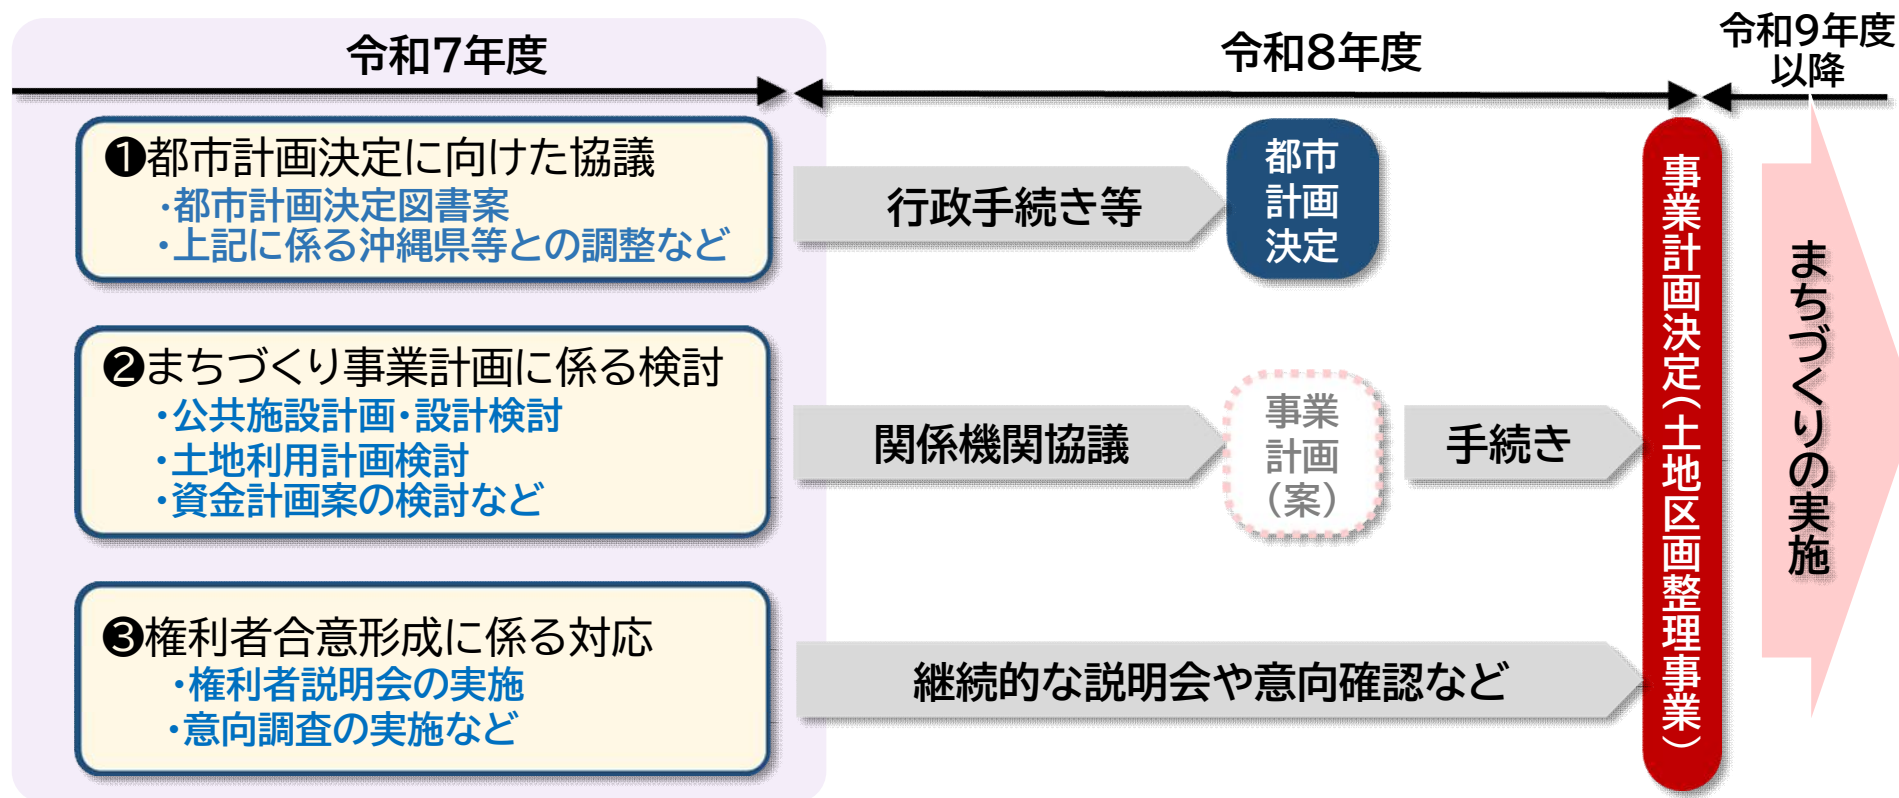 令和7年度
令和8年度
令和9年度
以降
❶都市計画決定に向けた協議
・都市計画決定図書案
・上記に係る沖縄県等との調整など
行政手続き等
都市
計画
決定
❷まちづくり事業計画に係る検討
・公共施設計画・設計検討
・土地利用計画検討
・資金計画案の検討など
関係機関協議
事業
計画
(案)
手続き
❸権利者合意形成に係る対応
・権利者説明会の実施
・意向調査の実施など
継続的な説明会や意向確認など
事業計画決定(土地区画整理事業)
まちづくりの実施